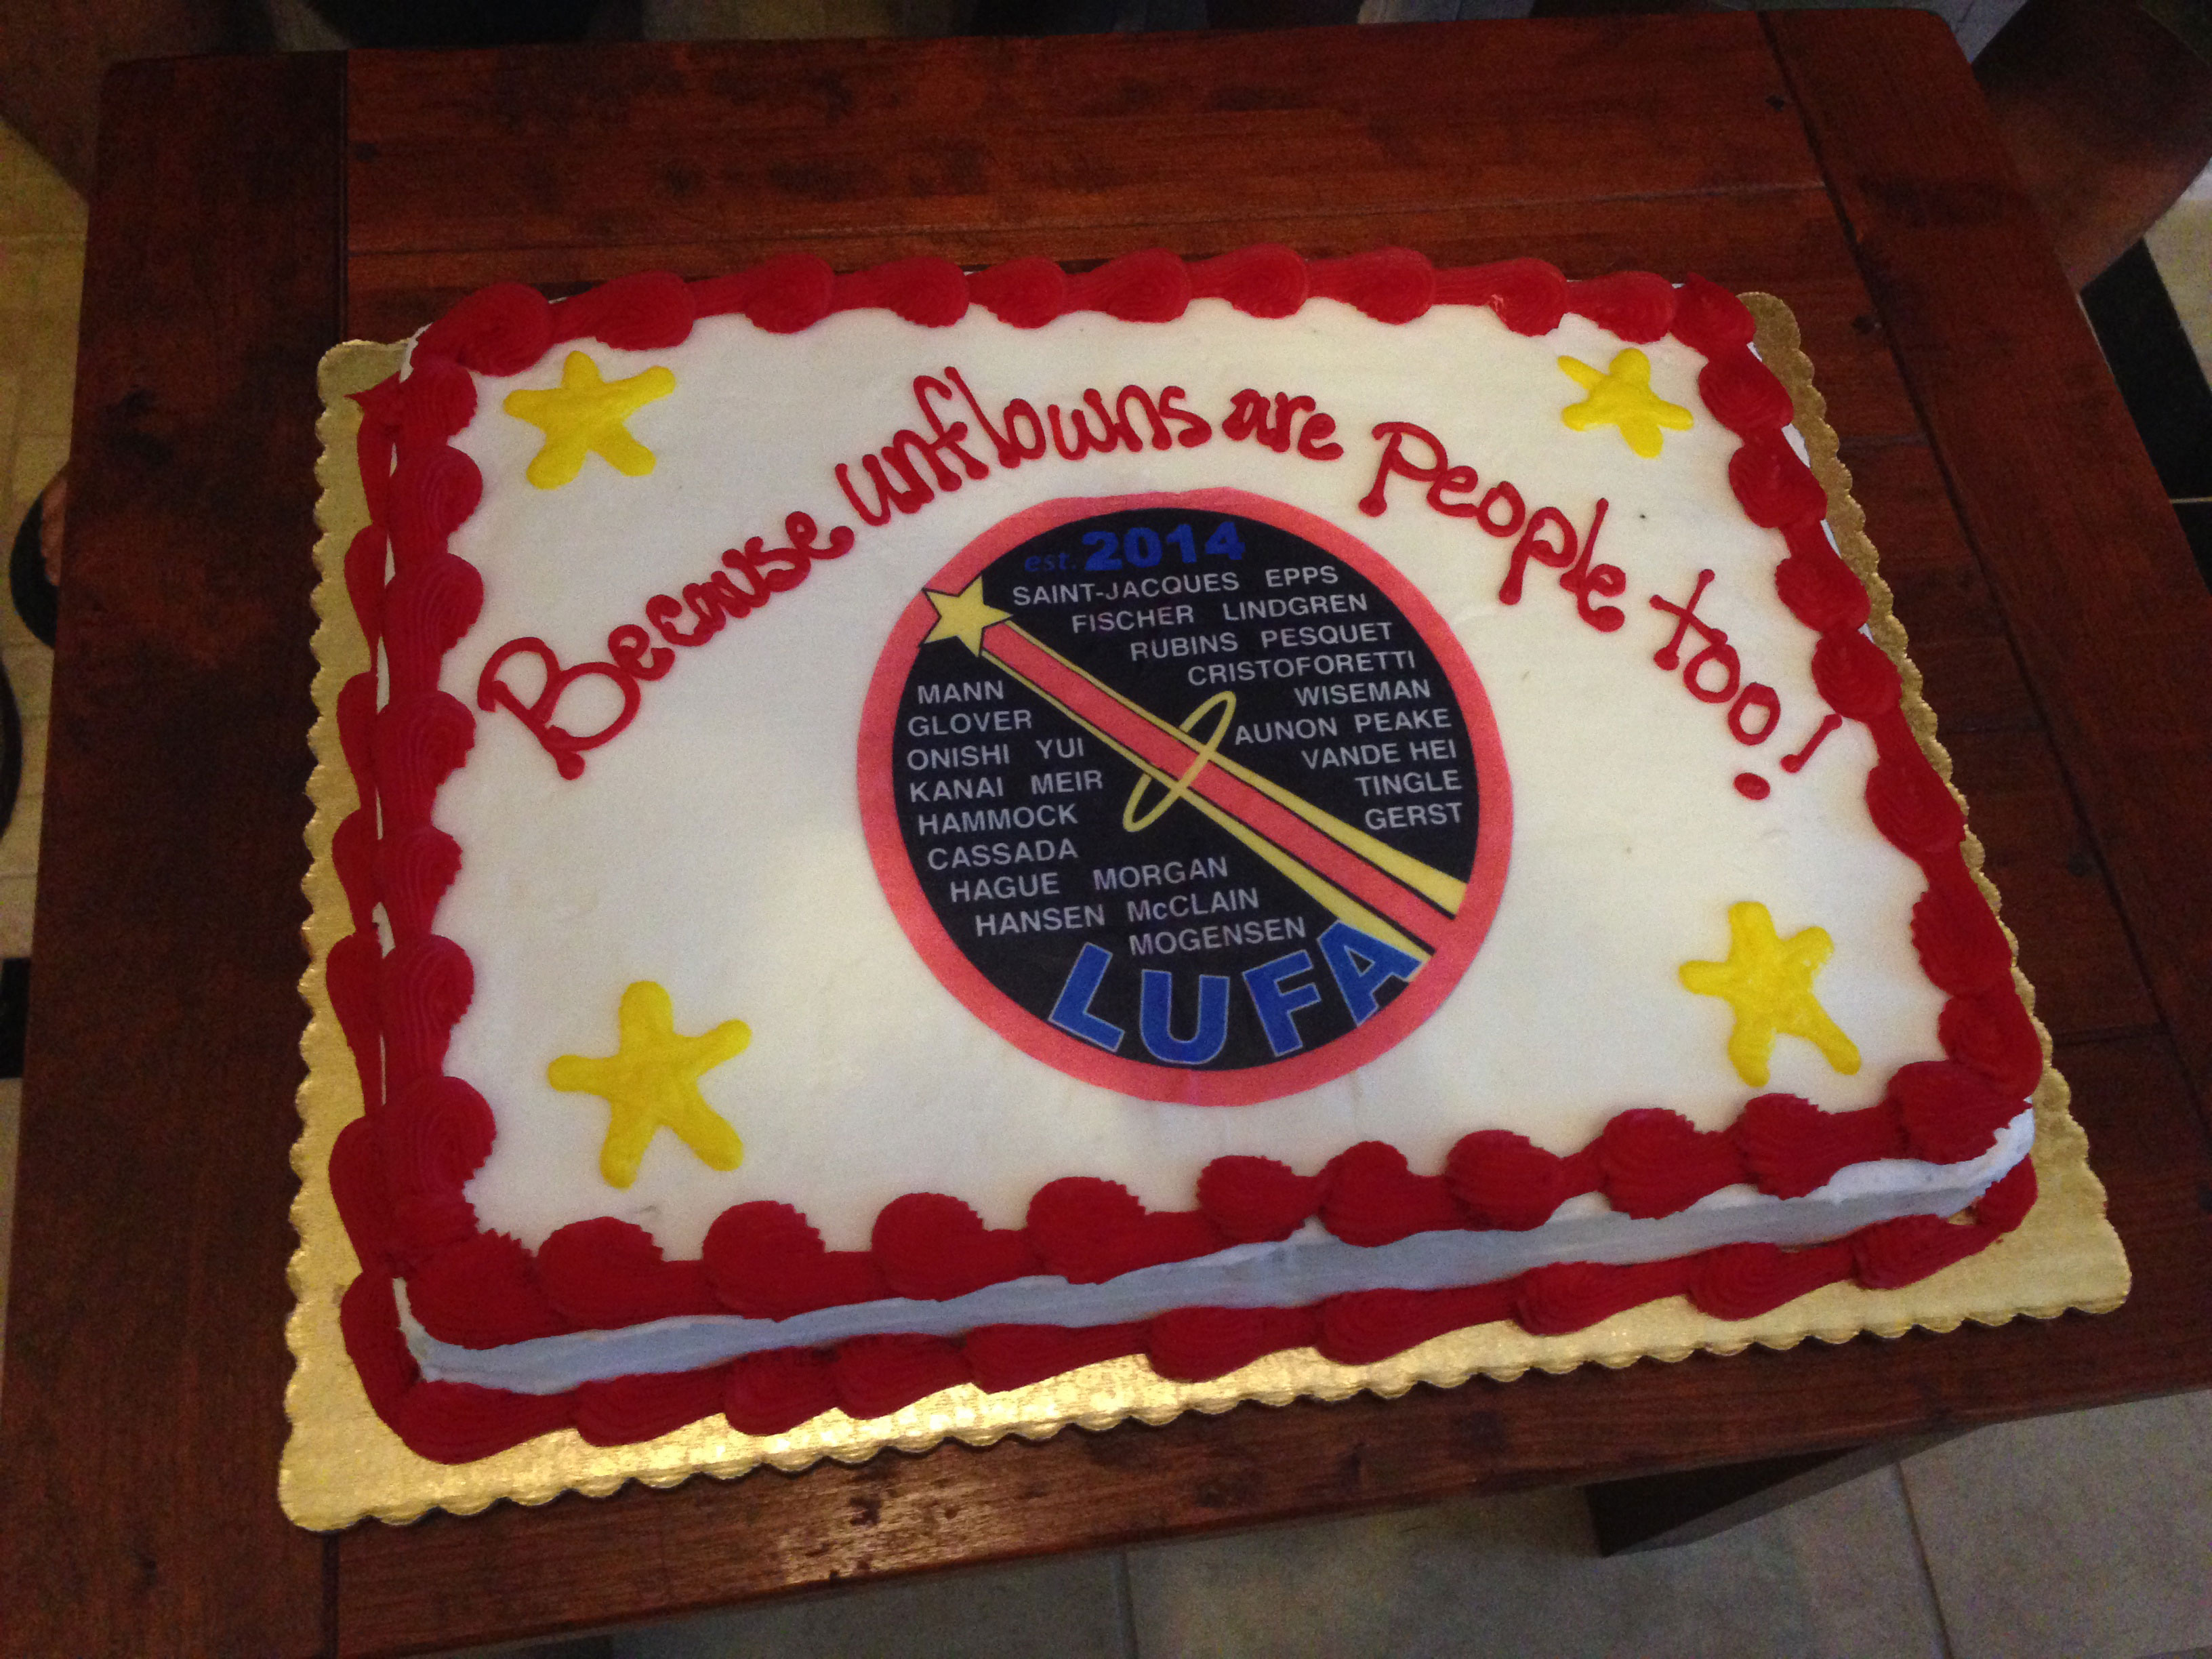 Because unflowns are People too!
est. 2014
SAINT-JACQUES EPPS
FISCHER LINDGREN
RUBINS PESQUET
CRISTOFORETTI
WISEMAN
AUNON PEAKE
VANDE HEI
TINGLE
GERST
MANN
GLOVER
ONISHI YUI
KANAI MEIR
HAMMOCK
CASSADA
HAGUE MORGAN
HANSEN McCLAIN
MOGENSEN
LUFA